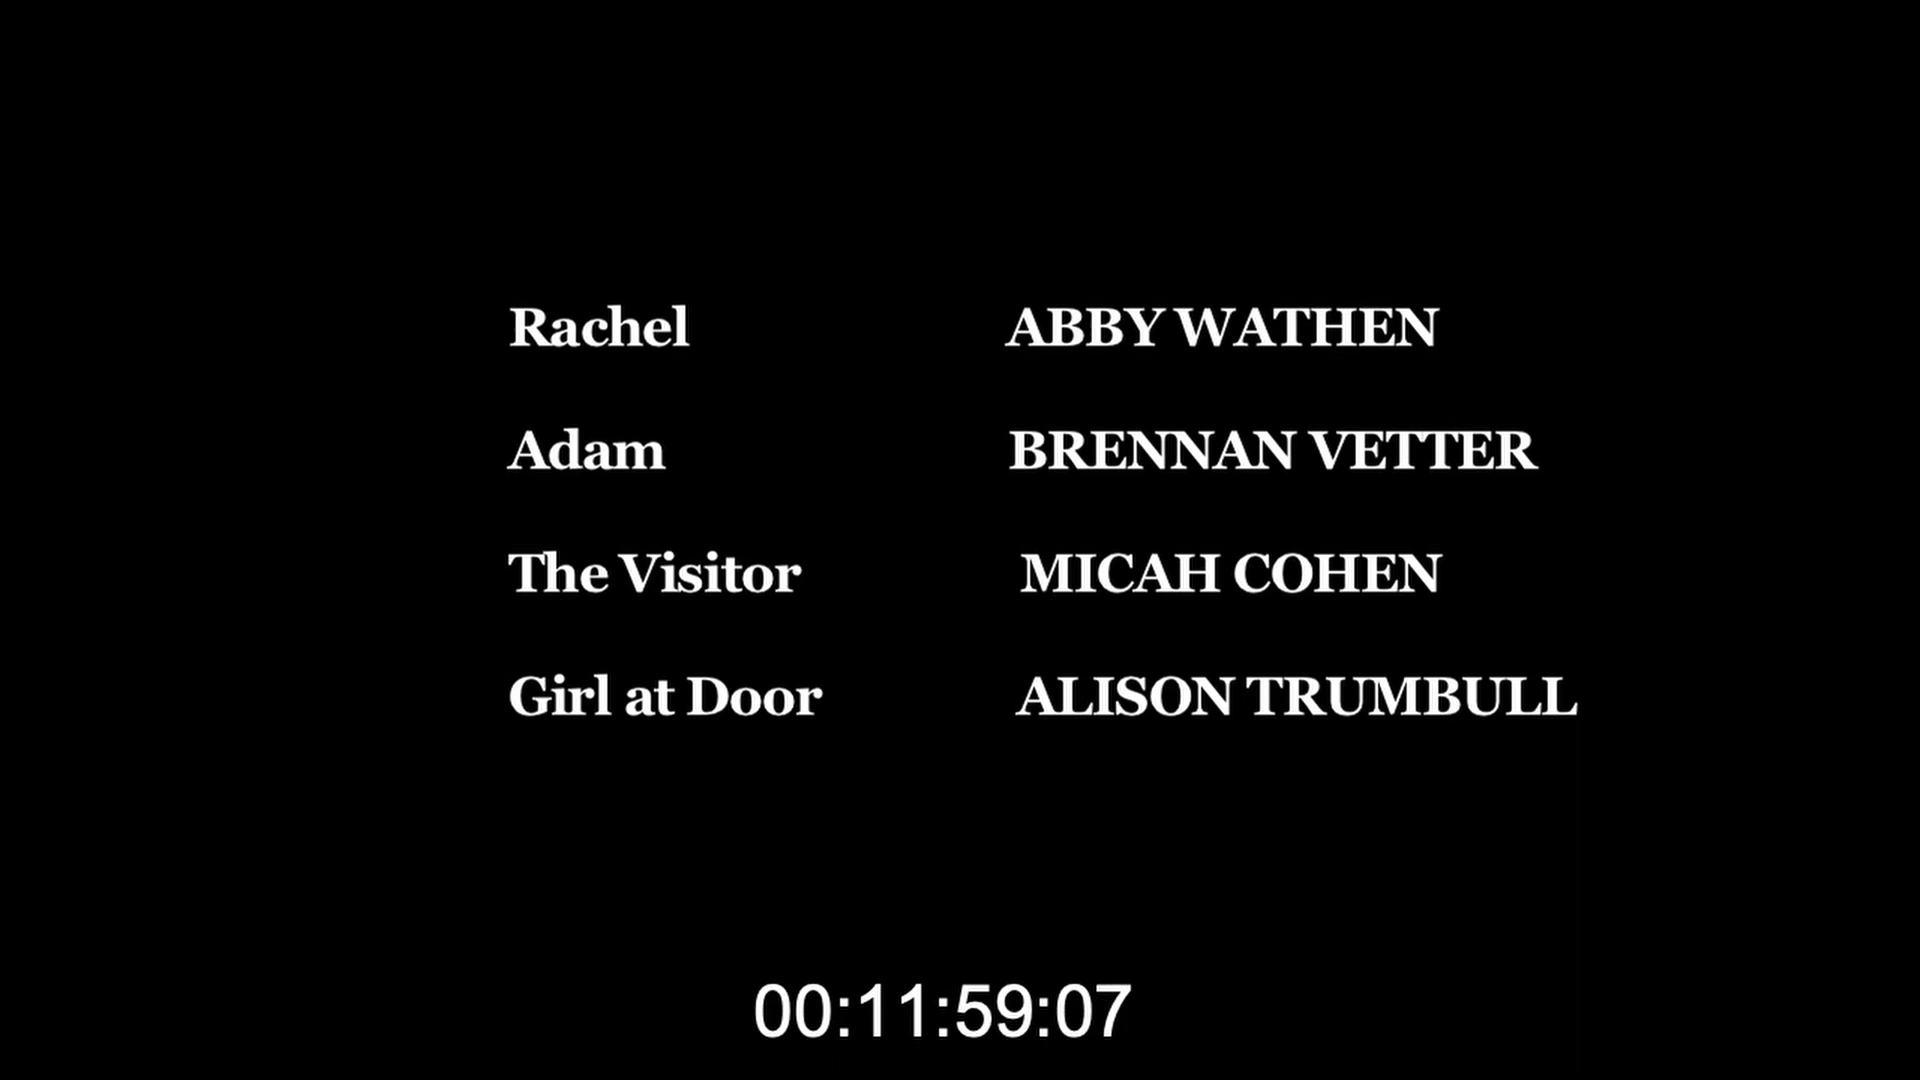 Rachel ABBY WATHEN
Adam BRENNAN VETTER
The Visitor MICAH COHEN
Girl at Door ALISON TRUMBULL
00:11:59:07